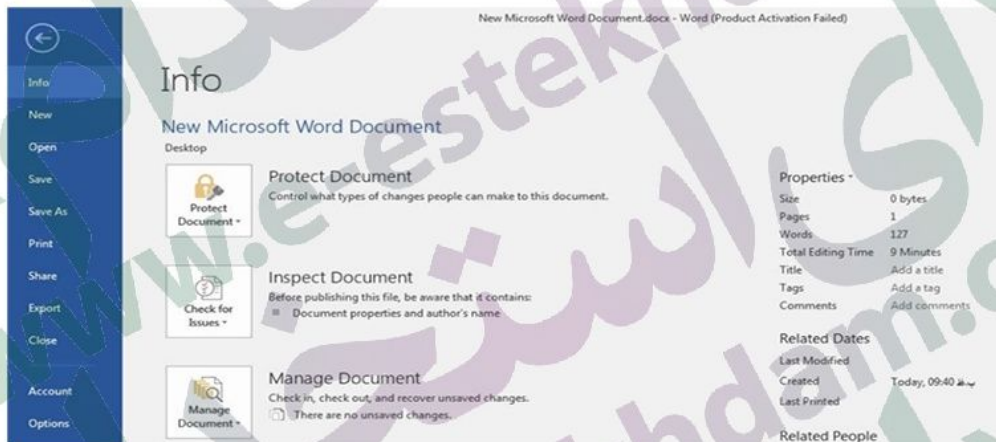 New Microsoft Word Document.docx - Word (Product Activation Failed)
Info
New
Open
Save
Save As
Print
Share
Export
Close
Account
Options
Info
New Microsoft Word Document
Desktop
Protect Document
Protect Document
Control what types of changes people can make to this document.
Check for Issues
Inspect Document
Before publishing this file, be aware that it contains:
Document properties and author's name
Manage Document
Manage Document
Check in, check out, and recover unsaved changes.
There are no unsaved changes.
Properties
Size 0 bytes
Pages 1
Words 127
Total Editing Time 9 Minutes
Title Add a title
Tags Add a tag
Comments Add comments
Related Dates
Last Modified
Created Today, 09:40
Last Printed
Related People